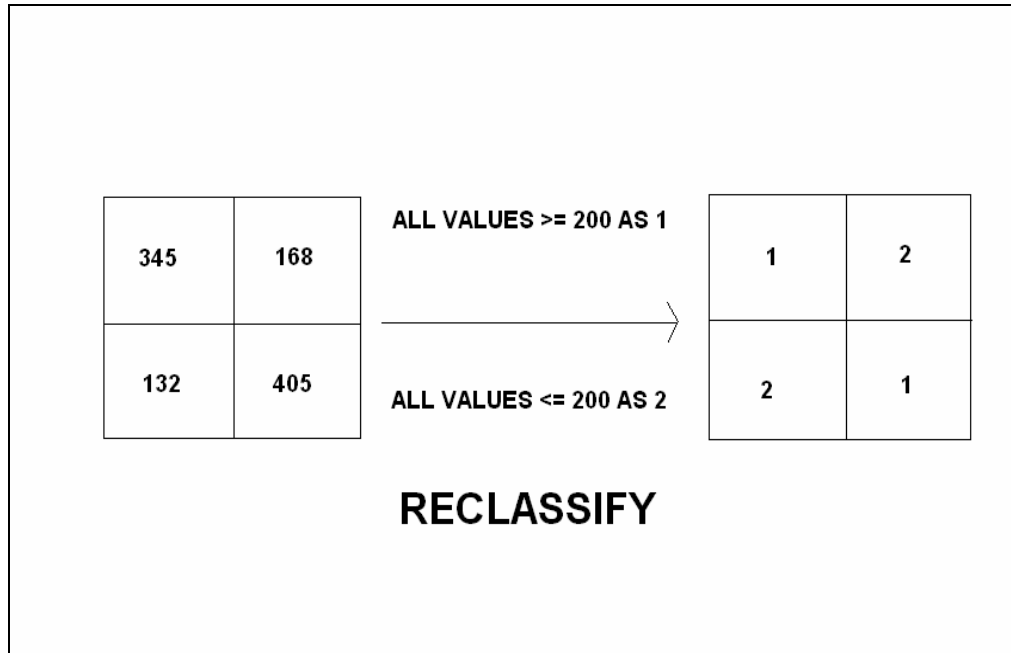 ALL VALUES >= 200 AS 1
345 168
1 2
132 405
ALL VALUES <= 200 AS 2
2 1
RECLASSIFY